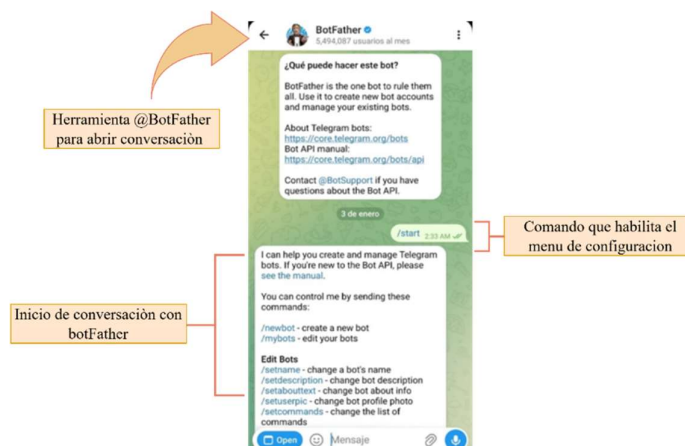 BotFather
5,494,087 usuarios al mes
¿Qué puede hacer este bot?
BotFather is the one bot to rule them
all. Use it to create new bot accounts
and manage your existing bots.
About Telegram bots:
https://core.telegram.org/bots
Bot API manual:
https://core.telegram.org/bots/api
Contact @BotSupport if you have
questions about the Bot API.
Herramienta @BotFather
para abrir conversaciòn
3 de enero
/start 2:33 AM
Comando que habilita el
menu de configuracion
I can help you create and manage Telegram
bots. If you're new to the Bot API, please
see the manual.
You can control me by sending these
commands:
/newbot - create a new bot
/mybots - edit your bots
Edit Bots
/setname - change a bot's name
/setdescription - change bot description
/setabouttext - change bot about info
/setuserpic - change bot profile photo
/setcommands - change the list of
commands
Inicio de conversaciòn con
botFather
Open
Mensaje